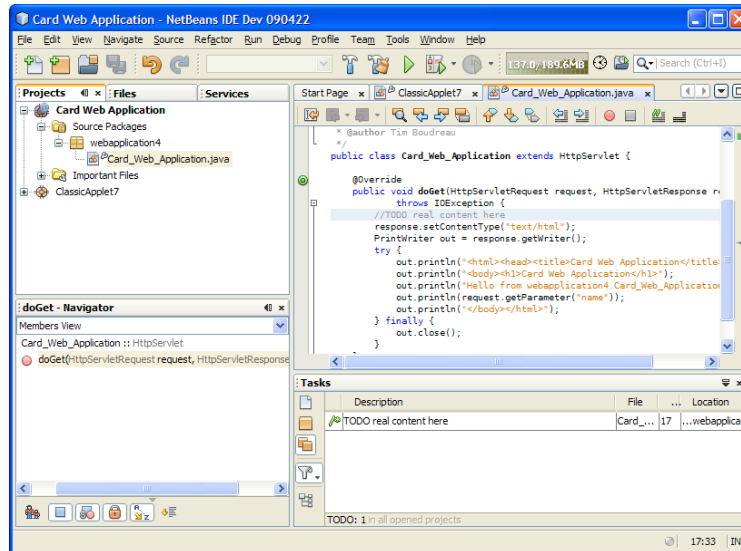 Card Web Application - NetBeans IDE Dev 090422
File Edit View Navigate Source Refactor Run Debug Profile Team Tools Window Help
137.0/189.6MB Search (Ctrl+I)
Projects Files Services
Card Web Application
Source Packages
webapplication4
Card_Web_Application.java
Important Files
ClassicApplet7
Start Page x ClassicApplet7 x Card_Web_Application.java x
* @author Tim Boudreau
*/
public class Card_Web_Application extends HttpServlet {
@Override
public void doGet(HttpServletRequest request, HttpServletResponse r
throws IOException {
//TODO real content here
response.setContentType("text/html");
PrintWriter out = response.getWriter();
try {
out.println("<html><head><title>Card Web Application</title
out.println("<body><h1>Card Web Application</h1>");
out.println("Hello from webapplication4.Card_Web_Application
out.println(request.getParameter("name"));
out.println("</body></html>");
} finally {
out.close();
}
doGet - Navigator
Members View
Card_Web_Application :: HttpServlet
doGet(HttpServletRequest request, HttpServletResponse
Tasks
Description File ... Location
TODO real content here Card_... 17 ...webapplica
TODO: 1 in all opened projects
17:33 IN